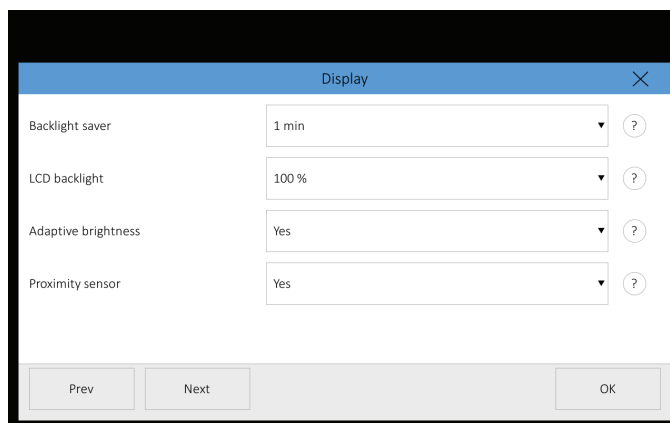 Display
Backlight saver 1 min ?
LCD backlight 100 % ?
Adaptive brightness Yes ?
Proximity sensor Yes ?
Prev Next OK